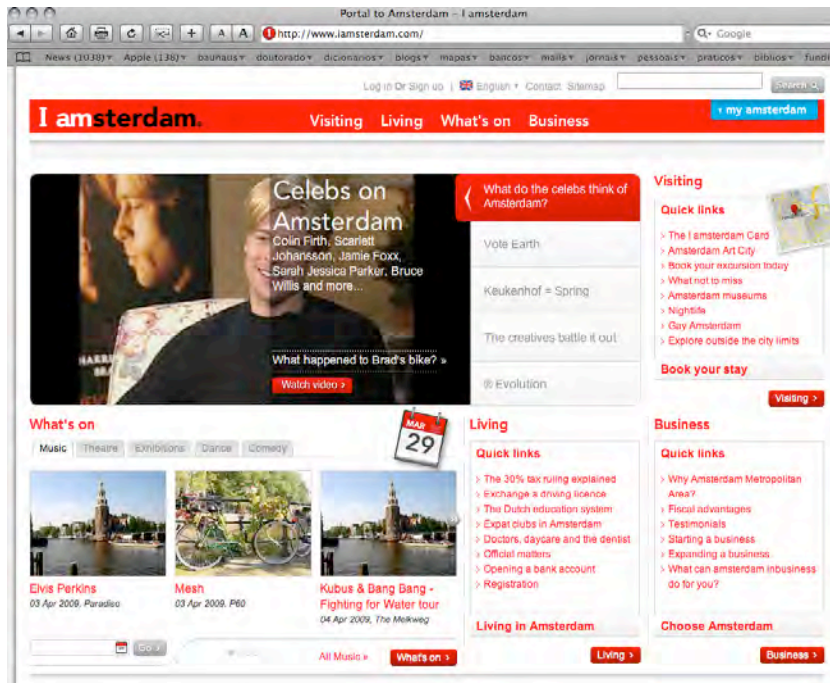 Portal to Amsterdam – I amsterdam
A A
http://www.iamsterdam.com/
Google
News (1038) Apple (138) bauhaus doutorado dicionarios blogs mapas bancos mails jornais pessoais praticos biblios fund
Log in Or Sign up | English Contact Sitemap
Search
I amsterdam.
Visiting Living What's on Business
my amsterdam
Celebs on
Amsterdam
Colin Firth, Scarlett
Johansson, Jamie Foxx,
Sarah Jessica Parker, Bruce
Willis and more...
What happened to Brad's bike? »
Watch video ›
What do the celebs think of
Amsterdam?
Vote Earth
Keukenhof = Spring
The creatives battle it out
Evolution
Visiting
Quick links
› The I amsterdam Card
› Amsterdam Art City
› Book your excursion today
› What not to miss
› Amsterdam museums
› Nightlife
› Gay Amsterdam
› Explore outside the city limits
Book your stay
Visiting ›
What's on
MAR
29
Music Theatre Exhibitions Dance Comedy
Elvis Perkins
03 Apr 2009, Paradiso
Mesh
03 Apr 2009, P60
Kubus & Bang Bang -
Fighting for Water tour
04 Apr 2009, The Melkweg
Go ›
All Music »
What's on ›
Living
Quick links
› The 30% tax ruling explained
› Exchange a driving licence
› The Dutch education system
› Expat clubs in Amsterdam
› Doctors, daycare and the dentist
› Official matters
› Opening a bank account
› Registration
Living in Amsterdam
Living ›
Business
Quick links
› Why Amsterdam Metropolitan
Area?
› Fiscal advantages
› Testimonials
› Starting a business
› Expanding a business
› What can amsterdam inbusiness
do for you?
Choose Amsterdam
Business ›